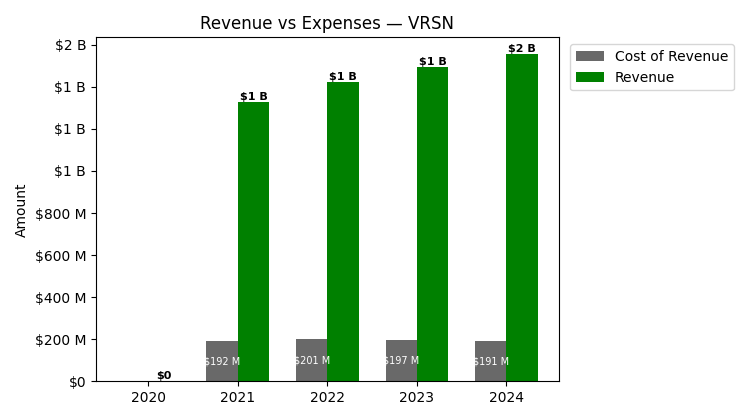 Revenue vs Expenses — VRSN
$2 B
$1 B
$1 B
$1 B
$800 M
$600 M
$400 M
$200 M
$0
Amount
$0
$192 M
$1 B
$201 M
$1 B
$197 M
$1 B
$191 M
$2 B
2020
2021
2022
2023
2024
Cost of Revenue
Revenue